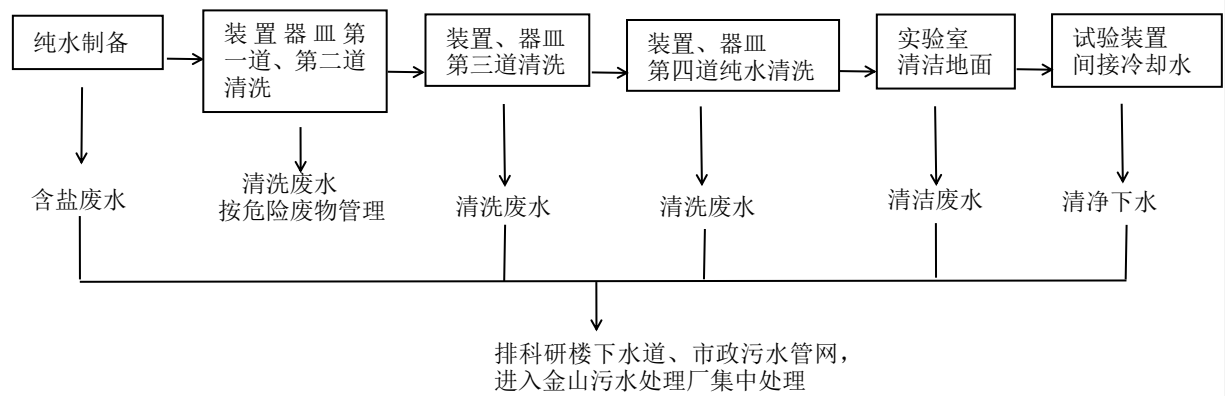 纯水制备
装置器皿第
一道、第二道
清洗
装置、器皿
第三道清洗
装置、器皿
第四道纯水清洗
实验室
清洁地面
试验装置
间接冷却水
含盐废水
清洗废水
按危险废物管理
清洗废水
清洗废水
清洁废水
清净下水
排科研楼下水道、市政污水管网，
进入金山污水处理厂集中处理